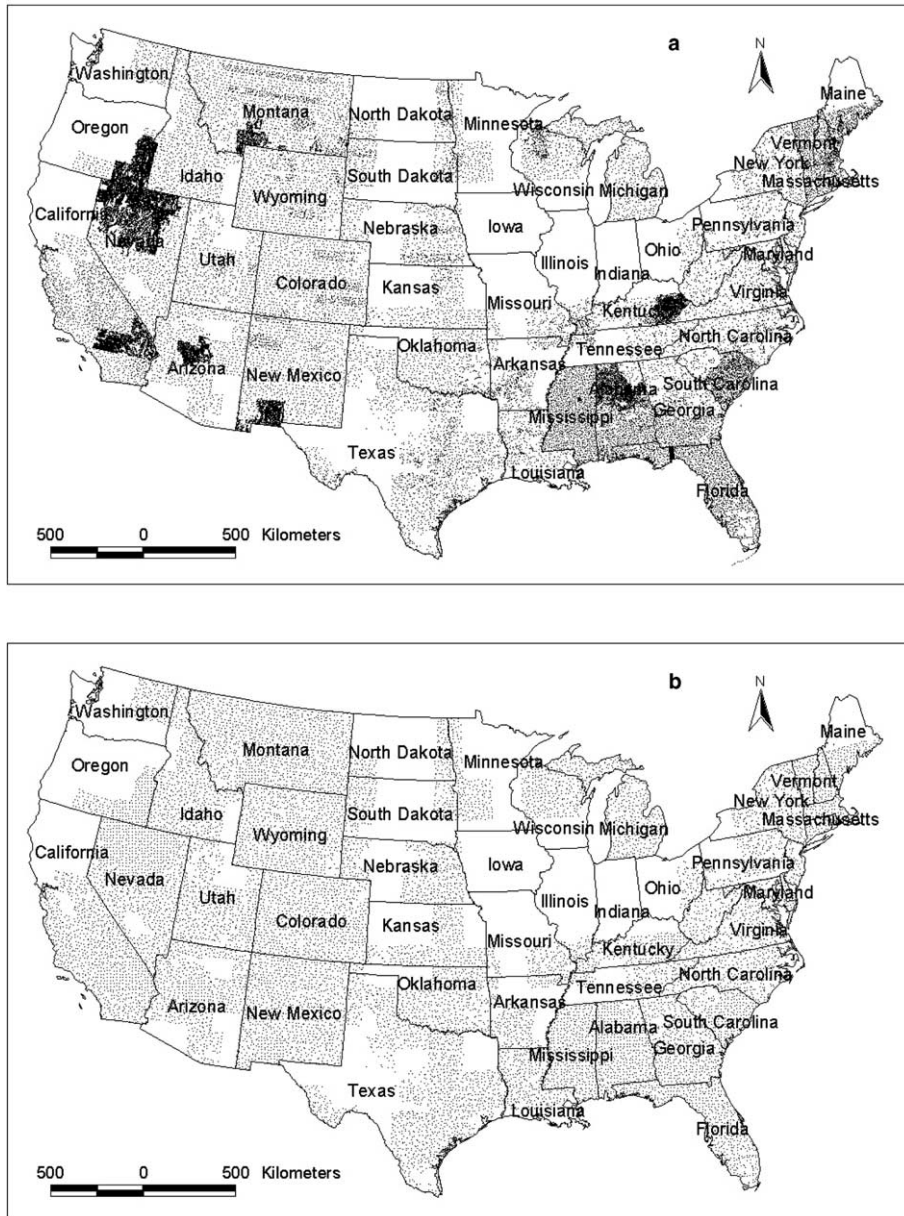 a
N
Washington
Montana
North Dakota
Minnesota
Maine
Oregon
Vermont
New York
Idaho
South Dakota
Massachusetts
Wyoming
Wisconsin
Michigan
California
Nebraska
Iowa
Pennsylvania
Nevada
Utah
Illinois
Ohio
Indiana
Maryland
Colorado
Kansas
Missouri
Virginia
Kentucky
Oklahoma
North Carolina
Arizona
Tennessee
New Mexico
Arkansas
South Carolina
Alabama
Mississippi
Georgia
Texas
Louisiana
Florida
500 0 500 Kilometers
b
N
Washington
Maine
Montana
North Dakota
Minnesota
Oregon
Vermont
New York
Idaho
South Dakota
Massachusetts
Wyoming
Wisconsin
Michigan
California
Nebraska
Iowa
Pennsylvania
Nevada
Ohio
Utah
Illinois
Maryland
Indiana
Colorado
Kansas
Missouri
Virginia
Kentucky
North Carolina
Oklahoma
Tennessee
Arizona
New Mexico
Arkansas
South Carolina
Alabama
Georgia
Mississippi
Texas
Louisiana
Florida
500 0 500 Kilometers